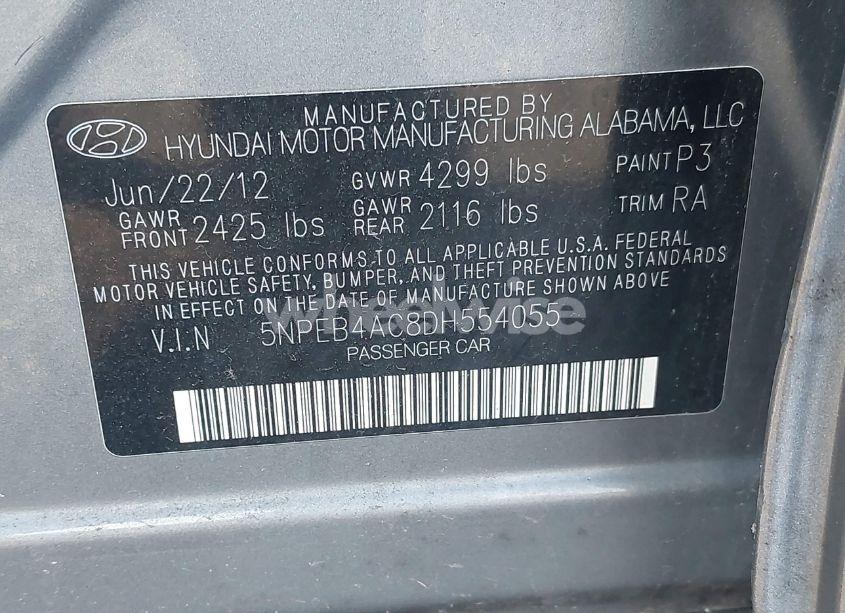 MANUFACTURED BY
HYUNDAI MOTOR MANUFACTURING ALABAMA, LLC
Jun/22/12 GVWR 4299 lbs PAINT P3
GAWR FRONT 2425 lbs GAWR REAR 2116 lbs TRIM RA
THIS VEHICLE CONFORMS TO ALL APPLICABLE U.S.A. FEDERAL
MOTOR VEHICLE SAFETY, BUMPER, AND THEFT PREVENTION STANDARDS
IN EFFECT ON THE DATE OF MANUFACTURE SHOWN ABOVE
V.I.N 5NPEB4AC8DH554055
PASSENGER CAR
wheelwise